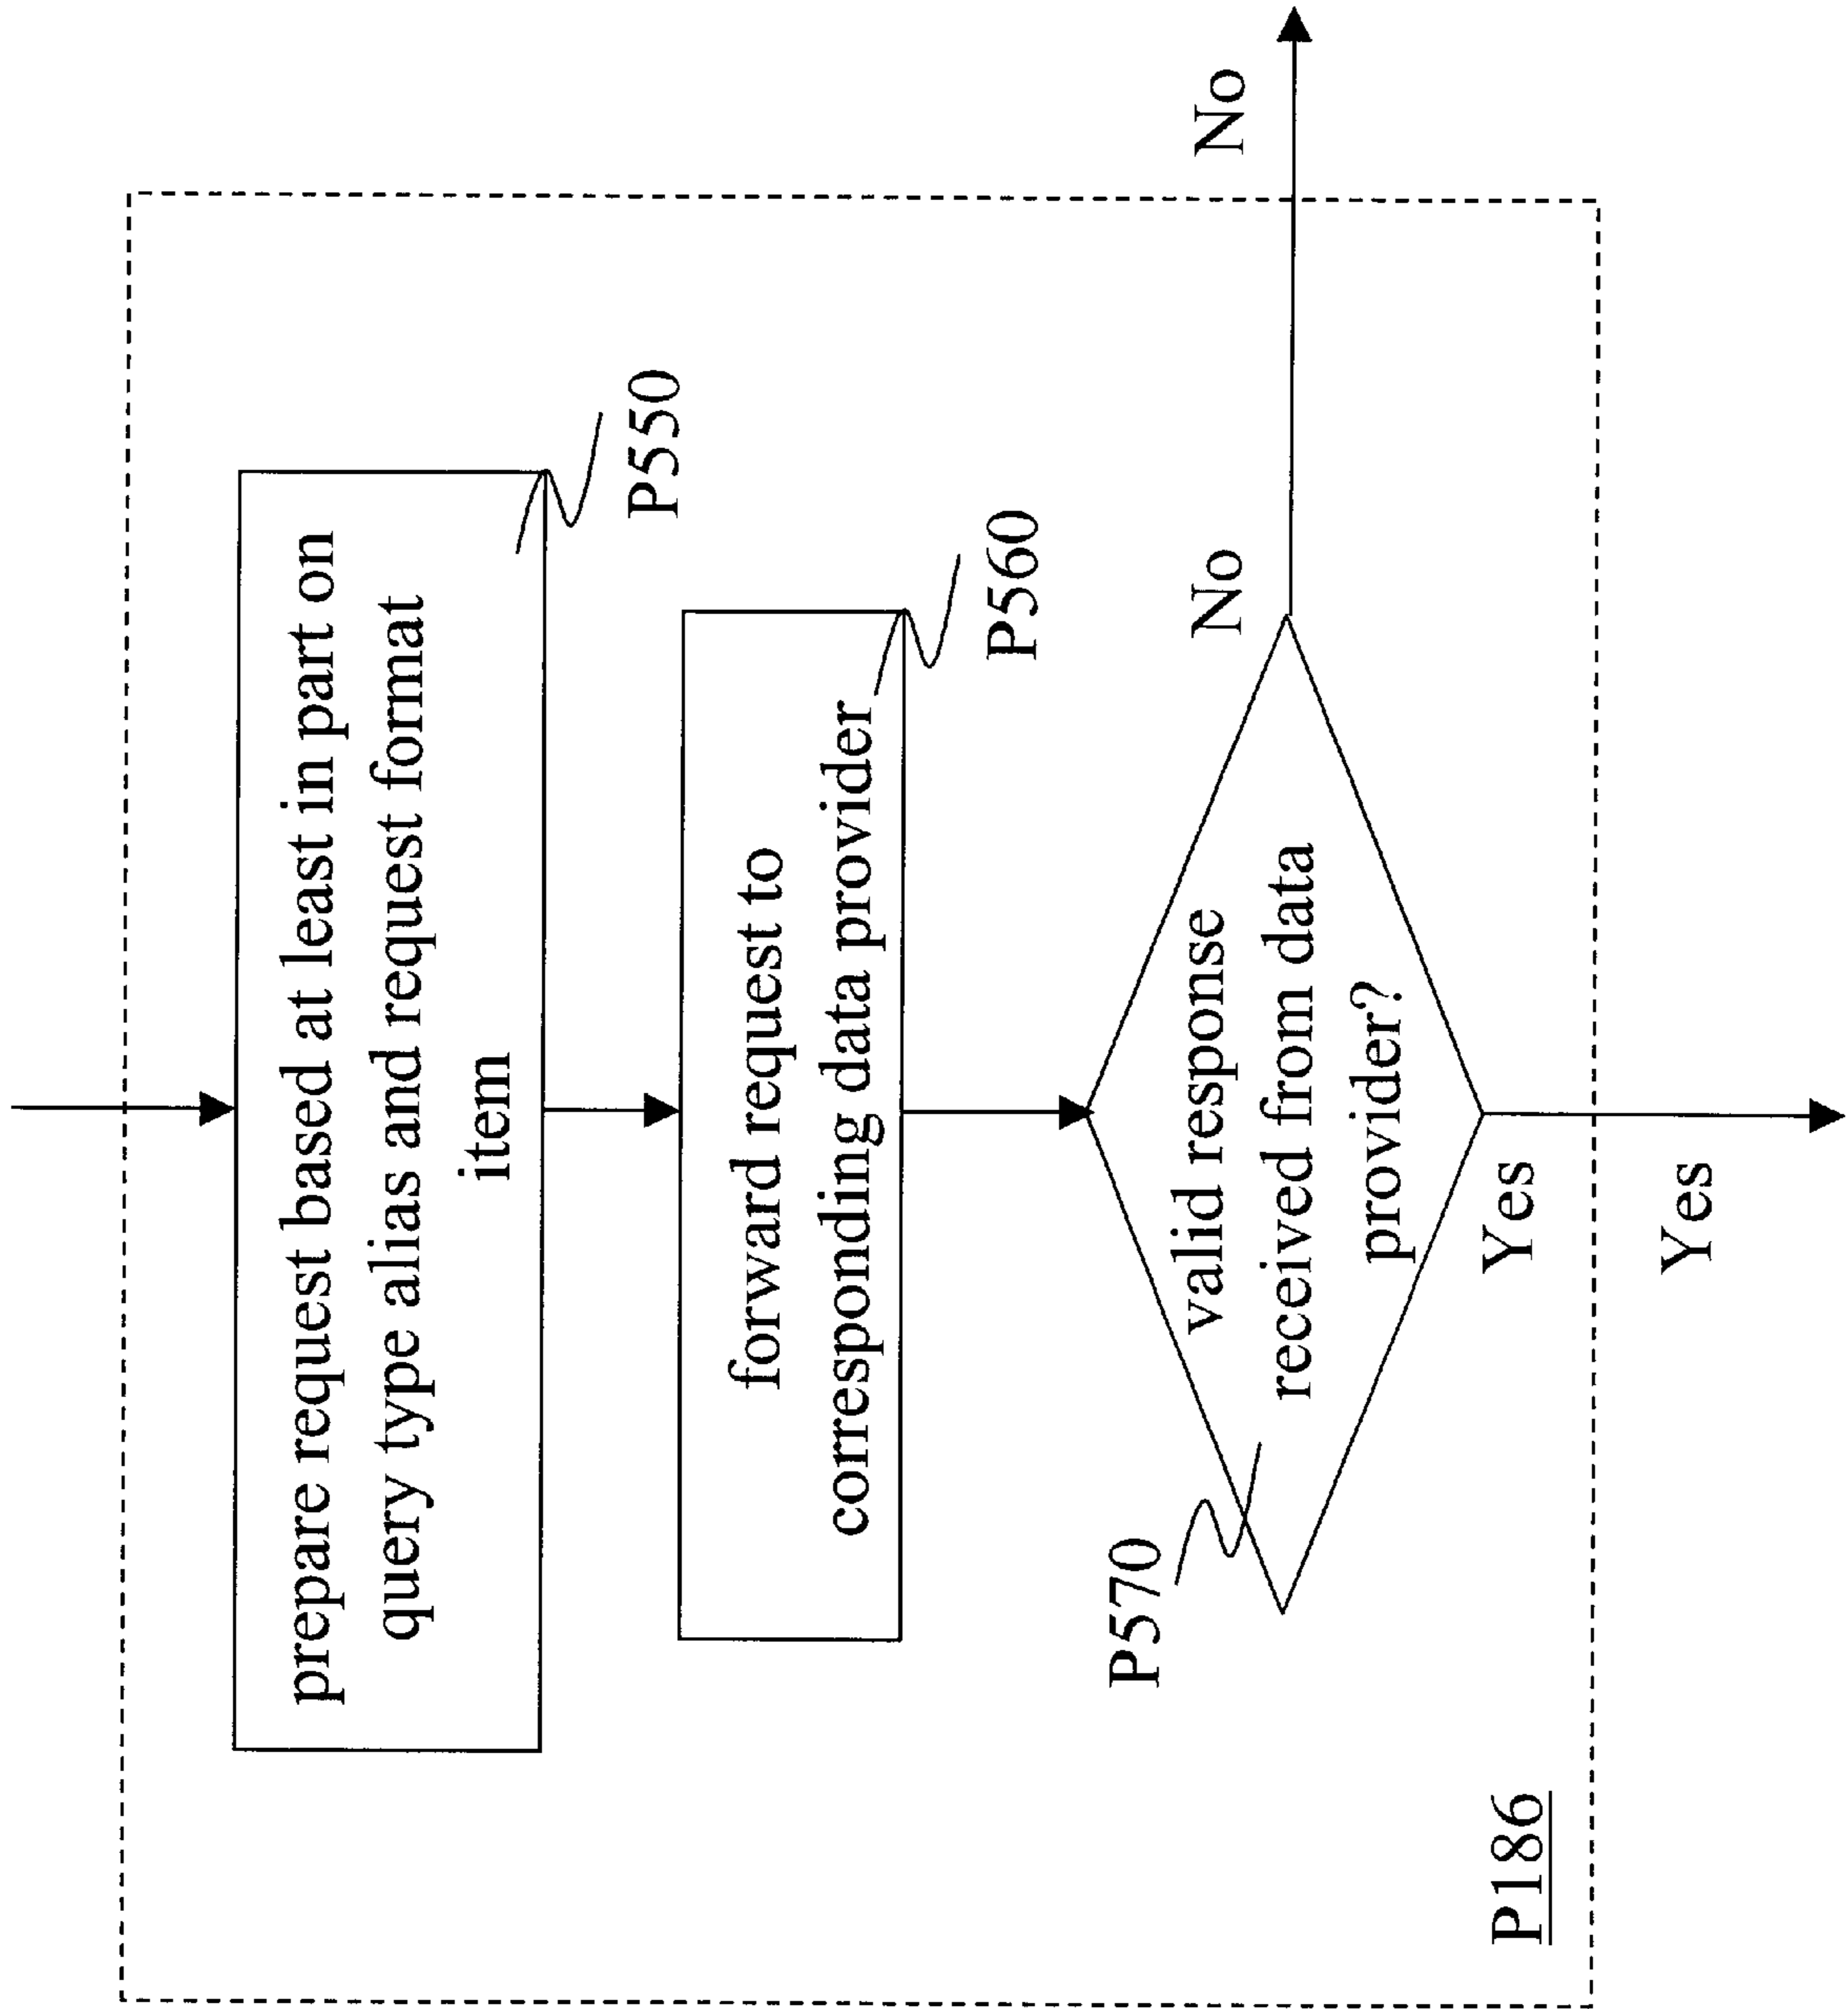 prepare request based at least in part on
query type alias and request format
item
P550
forward request to
corresponding data provider
P560
P570
valid response
received from data
provider?
No
No
Yes
Yes
P186